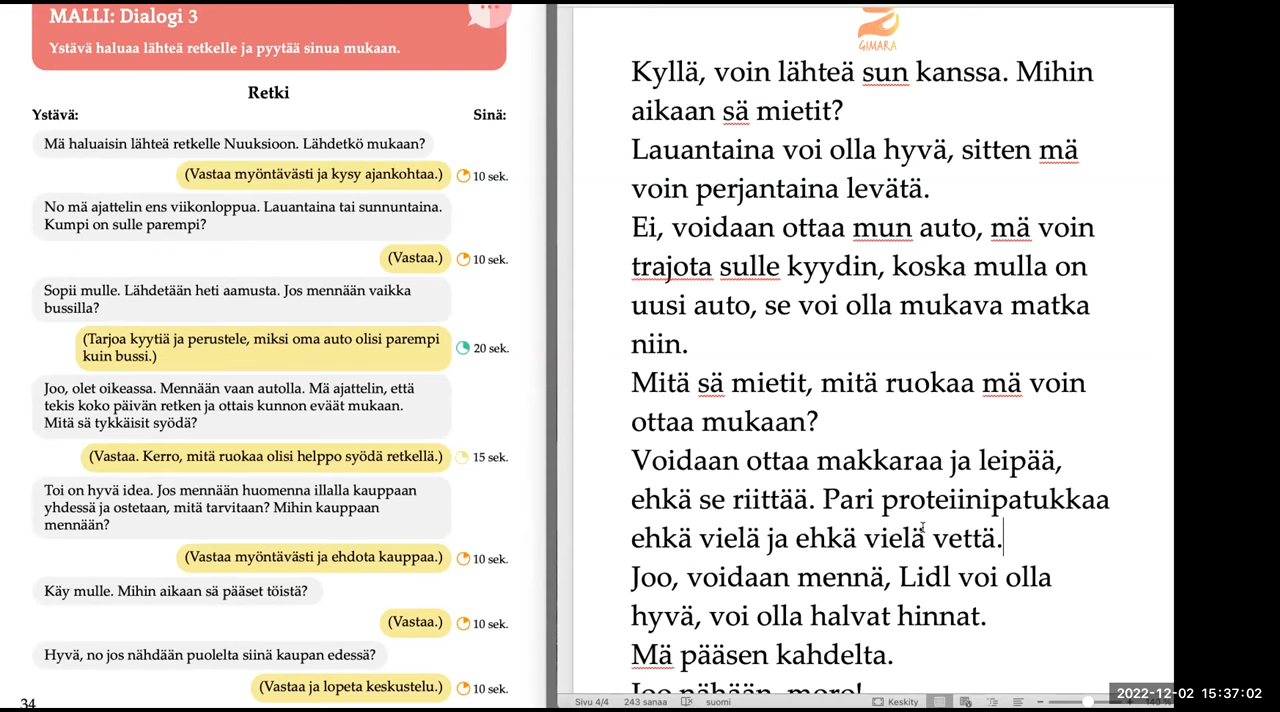 MALLI: Dialogi 3
Ystävä haluaa lähteä retkelle ja pyytää sinua mukaan.
Retki
Ystävä:
Sinä:
Mä haluaisin lähteä retkelle Nuuksioon. Lähdetkö mukaan?
(Vastaa myöntävästi ja kysy ajankohtaa.)
10 sek.
No mä ajattelin ens viikonloppua. Lauantaina tai sunnuntaina.
Kumpi on sulle parempi?
(Vastaa.)
10 sek.
Sopii mulle. Lähdetään heti aamusta. Jos mennään vaikka
bussilla?
(Tarjoa kyytiä ja perustele, miksi oma auto olisi parempi
kuin bussi.)
20 sek.
Joo, olet oikeassa. Mennään vaan autolla. Mä ajattelin, että
tekis koko päivän retken ja ottais kunnon eväät mukaan.
Mitä sä tykkäisit syödä?
(Vastaa. Kerro, mitä ruokaa olisi helppo syödä retkellä.)
15 sek.
Toi on hyvä idea. Jos mennään huomenna illalla kauppaan
yhdessä ja ostetaan, mitä tarvitaan? Mihin kauppaan
mennään?
(Vastaa myöntävästi ja ehdota kauppaa.)
10 sek.
Käy mulle. Mihin aikaan sä pääset töistä?
(Vastaa.)
10 sek.
Hyvä, no jos nähdään puolelta siinä kaupan edessä?
(Vastaa ja lopeta keskustelu.)
10 sek.
34
GIMARA
Kyllä, voin lähteä sun kanssa. Mihin
aikaan sä mietit?
Lauantaina voi olla hyvä, sitten mä
voin perjantaina levätä.
Ei, voidaan ottaa mun auto, mä voin
trajota sulle kyydin, koska mulla on
uusi auto, se voi olla mukava matka
niin.
Mitä sä mietit, mitä ruokaa mä voin
ottaa mukaan?
Voidaan ottaa makkaraa ja leipää,
ehkä se riittää. Pari proteiinipatukkaa
ehkä vielä ja ehkä vielä vettä.
Joo, voidaan mennä, Lidl voi olla
hyvä, voi olla halvat hinnat.
Mä pääsen kahdelta.
Joo nähään, moro!
Sivu 4/4
243 sanaa
suomi
Keskity
2022-12-02 15:37:02